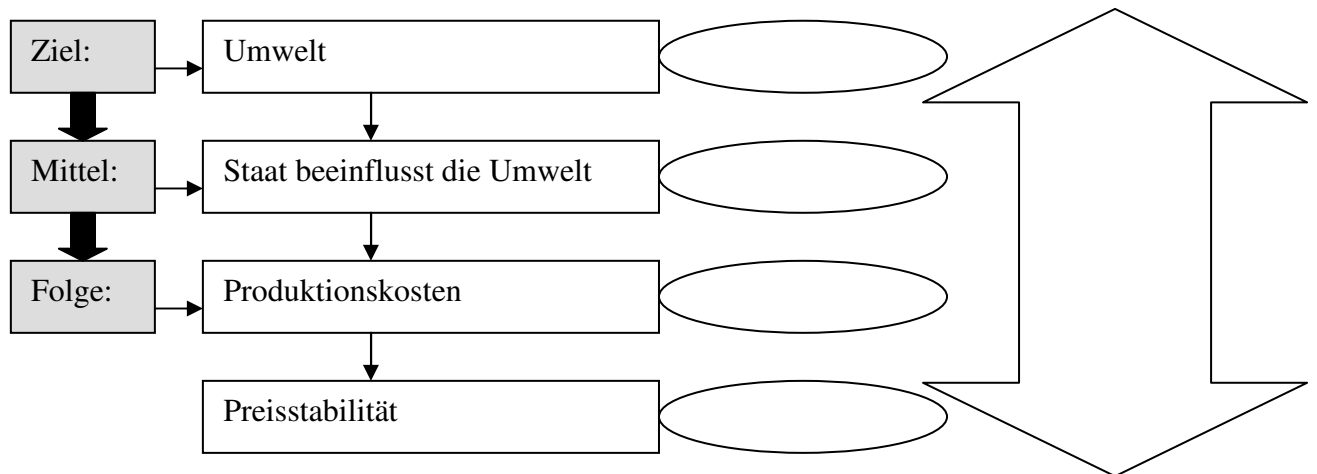 Ziel:
Umwelt
Mittel:
Staat beeinflusst die Umwelt
Folge:
Produktionskosten
Preisstabilität